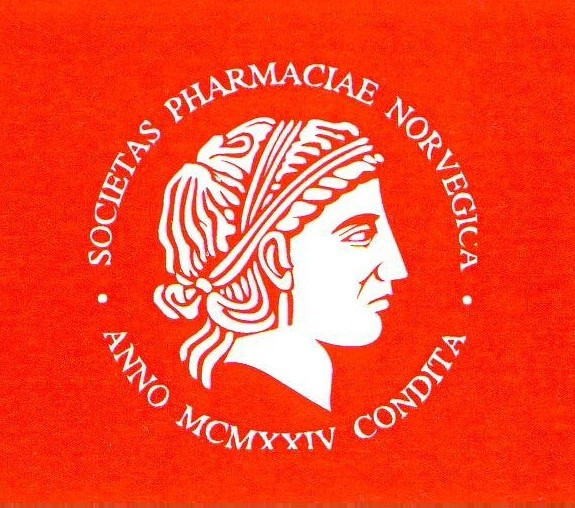 SOCIETAS PHARMACIAE NORVEGICA
ANNO MCMXXIV CONDITA